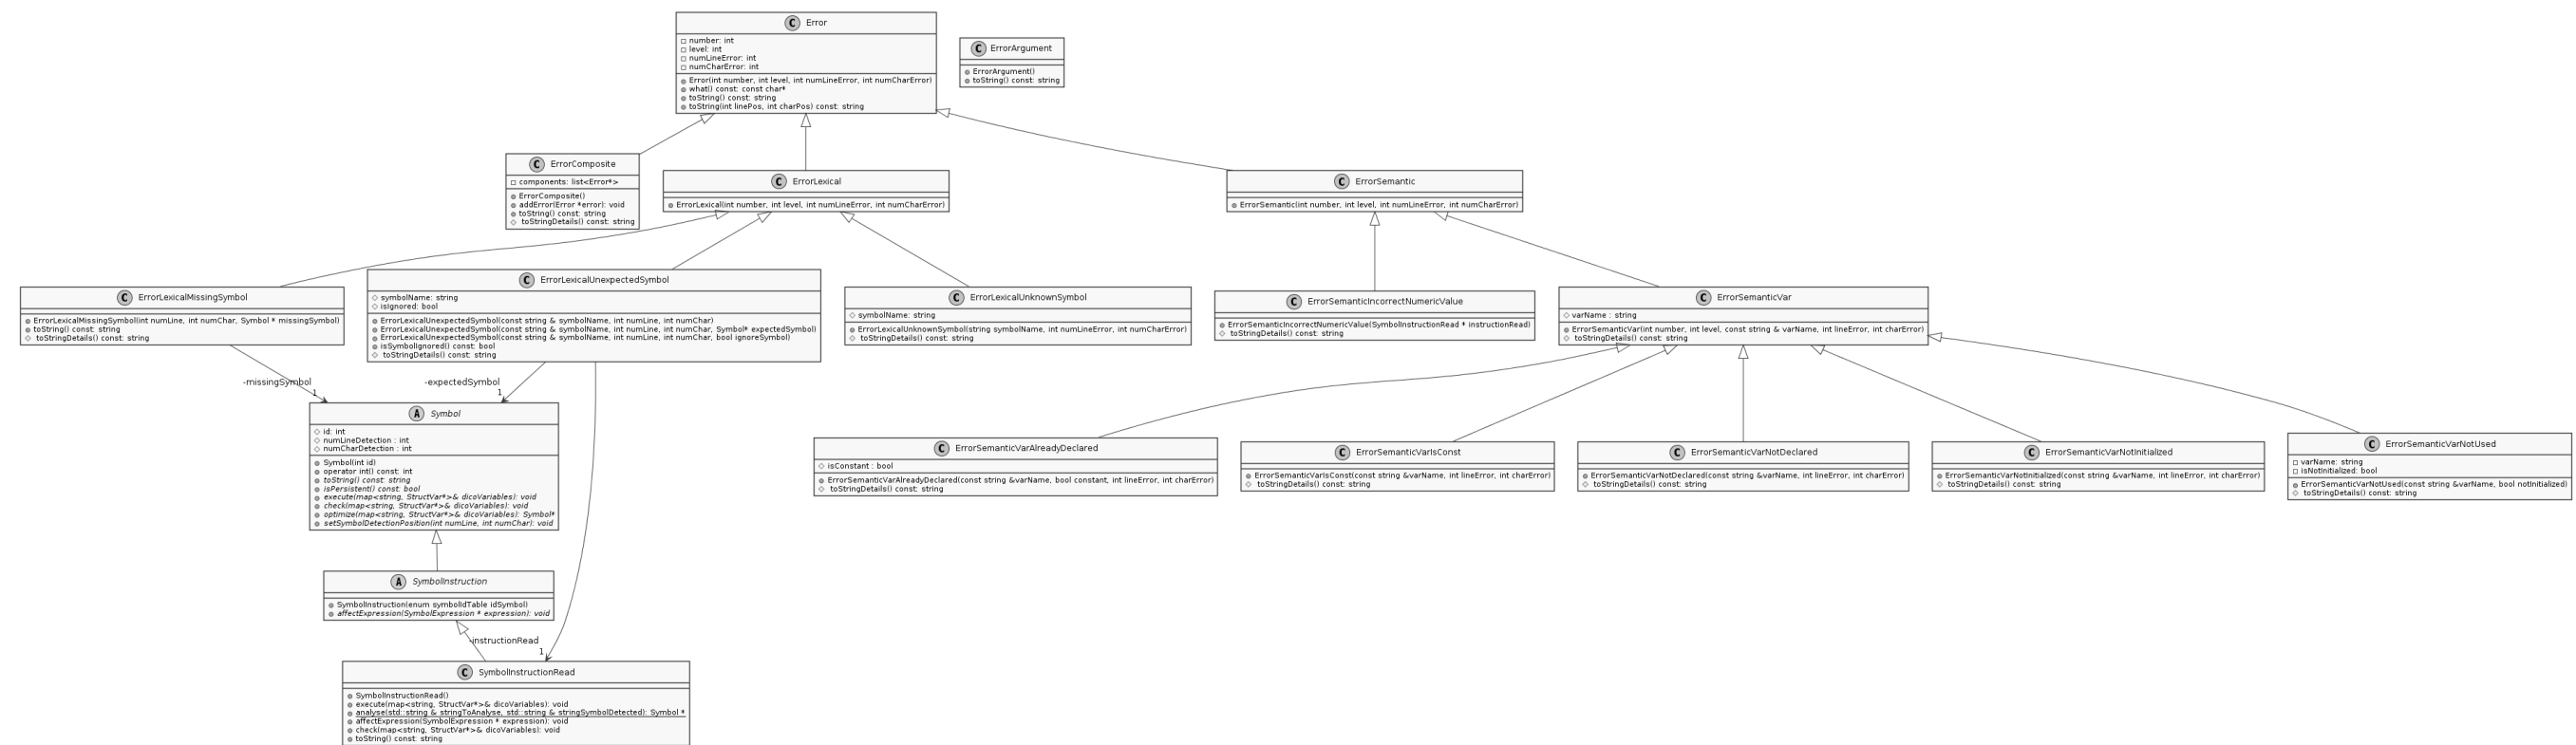 C Error
number: int
level: int
numLineError: int
numCharError: int
Error(int number, int level, int numLineError, int numCharError)
what() const: const char*
toString() const: string
toString(int linePos, int charPos) const: string
C ErrorArgument
ErrorArgument()
toString() const: string
C ErrorComposite
components: list<Error*>
ErrorComposite()
addError(Error *error): void
toString() const: string
toStringDetails() const: string
C ErrorLexical
ErrorLexical(int number, int level, int numLineError, int numCharError)
C ErrorSemantic
ErrorSemantic(int number, int level, int numLineError, int numCharError)
C ErrorLexicalMissingSymbol
ErrorLexicalMissingSymbol(int numLine, int numChar, Symbol * missingSymbol)
toString() const: string
toStringDetails() const: string
C ErrorLexicalUnexpectedSymbol
symbolName: string
isIgnored: bool
ErrorLexicalUnexpectedSymbol(const string & symbolName, int numLine, int numChar)
ErrorLexicalUnexpectedSymbol(const string & symbolName, int numLine, int numChar, Symbol* expectedSymbol)
ErrorLexicalUnexpectedSymbol(const string & symbolName, int numLine, int numChar, bool ignoreSymbol)
isSymbolIgnored() const: bool
toStringDetails() const: string
C ErrorLexicalUnknownSymbol
symbolName: string
ErrorLexicalUnknownSymbol(string symbolName, int numLineError, int numCharError)
toStringDetails() const: string
C ErrorSemanticIncorrectNumericValue
ErrorSemanticIncorrectNumericValue(SymbolInstructionRead * instructionRead)
toStringDetails() const: string
C ErrorSemanticVar
varName : string
ErrorSemanticVar(int number, int level, const string & varName, int lineError, int charError)
toStringDetails() const: string
-missingSymbol
1
-expectedSymbol
1
A Symbol
id: int
numLineDetection : int
numCharDetection : int
Symbol(int id)
operator int() const: int
toString() const: string
isPersistent() const: bool
execute(map<string, StructVar*>& dicoVariables): void
check(map<string, StructVar*>& dicoVariables): void
optimize(map<string, StructVar*>& dicoVariables): Symbol*
setSymbolDetectionPosition(int numLine, int numChar): void
C ErrorSemanticVarAlreadyDeclared
isConstant : bool
ErrorSemanticVarAlreadyDeclared(const string &varName, bool constant, int lineError, int charError)
toStringDetails() const: string
C ErrorSemanticVarIsConst
ErrorSemanticVarIsConst(const string &varName, int lineError, int charError)
toStringDetails() const: string
C ErrorSemanticVarNotDeclared
ErrorSemanticVarNotDeclared(const string &varName, int lineError, int charError)
toStringDetails() const: string
C ErrorSemanticVarNotInitialized
ErrorSemanticVarNotInitialized(const string &varName, int lineError, int charError)
toStringDetails() const: string
C ErrorSemanticVarNotUsed
varName: string
isNotInitialized: bool
ErrorSemanticVarNotUsed(const string &varName, bool notInitialized)
toStringDetails() const: string
A SymbolInstruction
SymbolInstruction(enum symbolIdTable idSymbol)
affectExpression(SymbolExpression * expression): void
-instructionRead
1
C SymbolInstructionRead
SymbolInstructionRead()
execute(map<string, StructVar*>& dicoVariables): void
analyse(std::string & stringToAnalyse, std::string & stringSymbolDetected): Symbol *
affectExpression(SymbolExpression * expression): void
check(map<string, StructVar*>& dicoVariables): void
toString() const: string